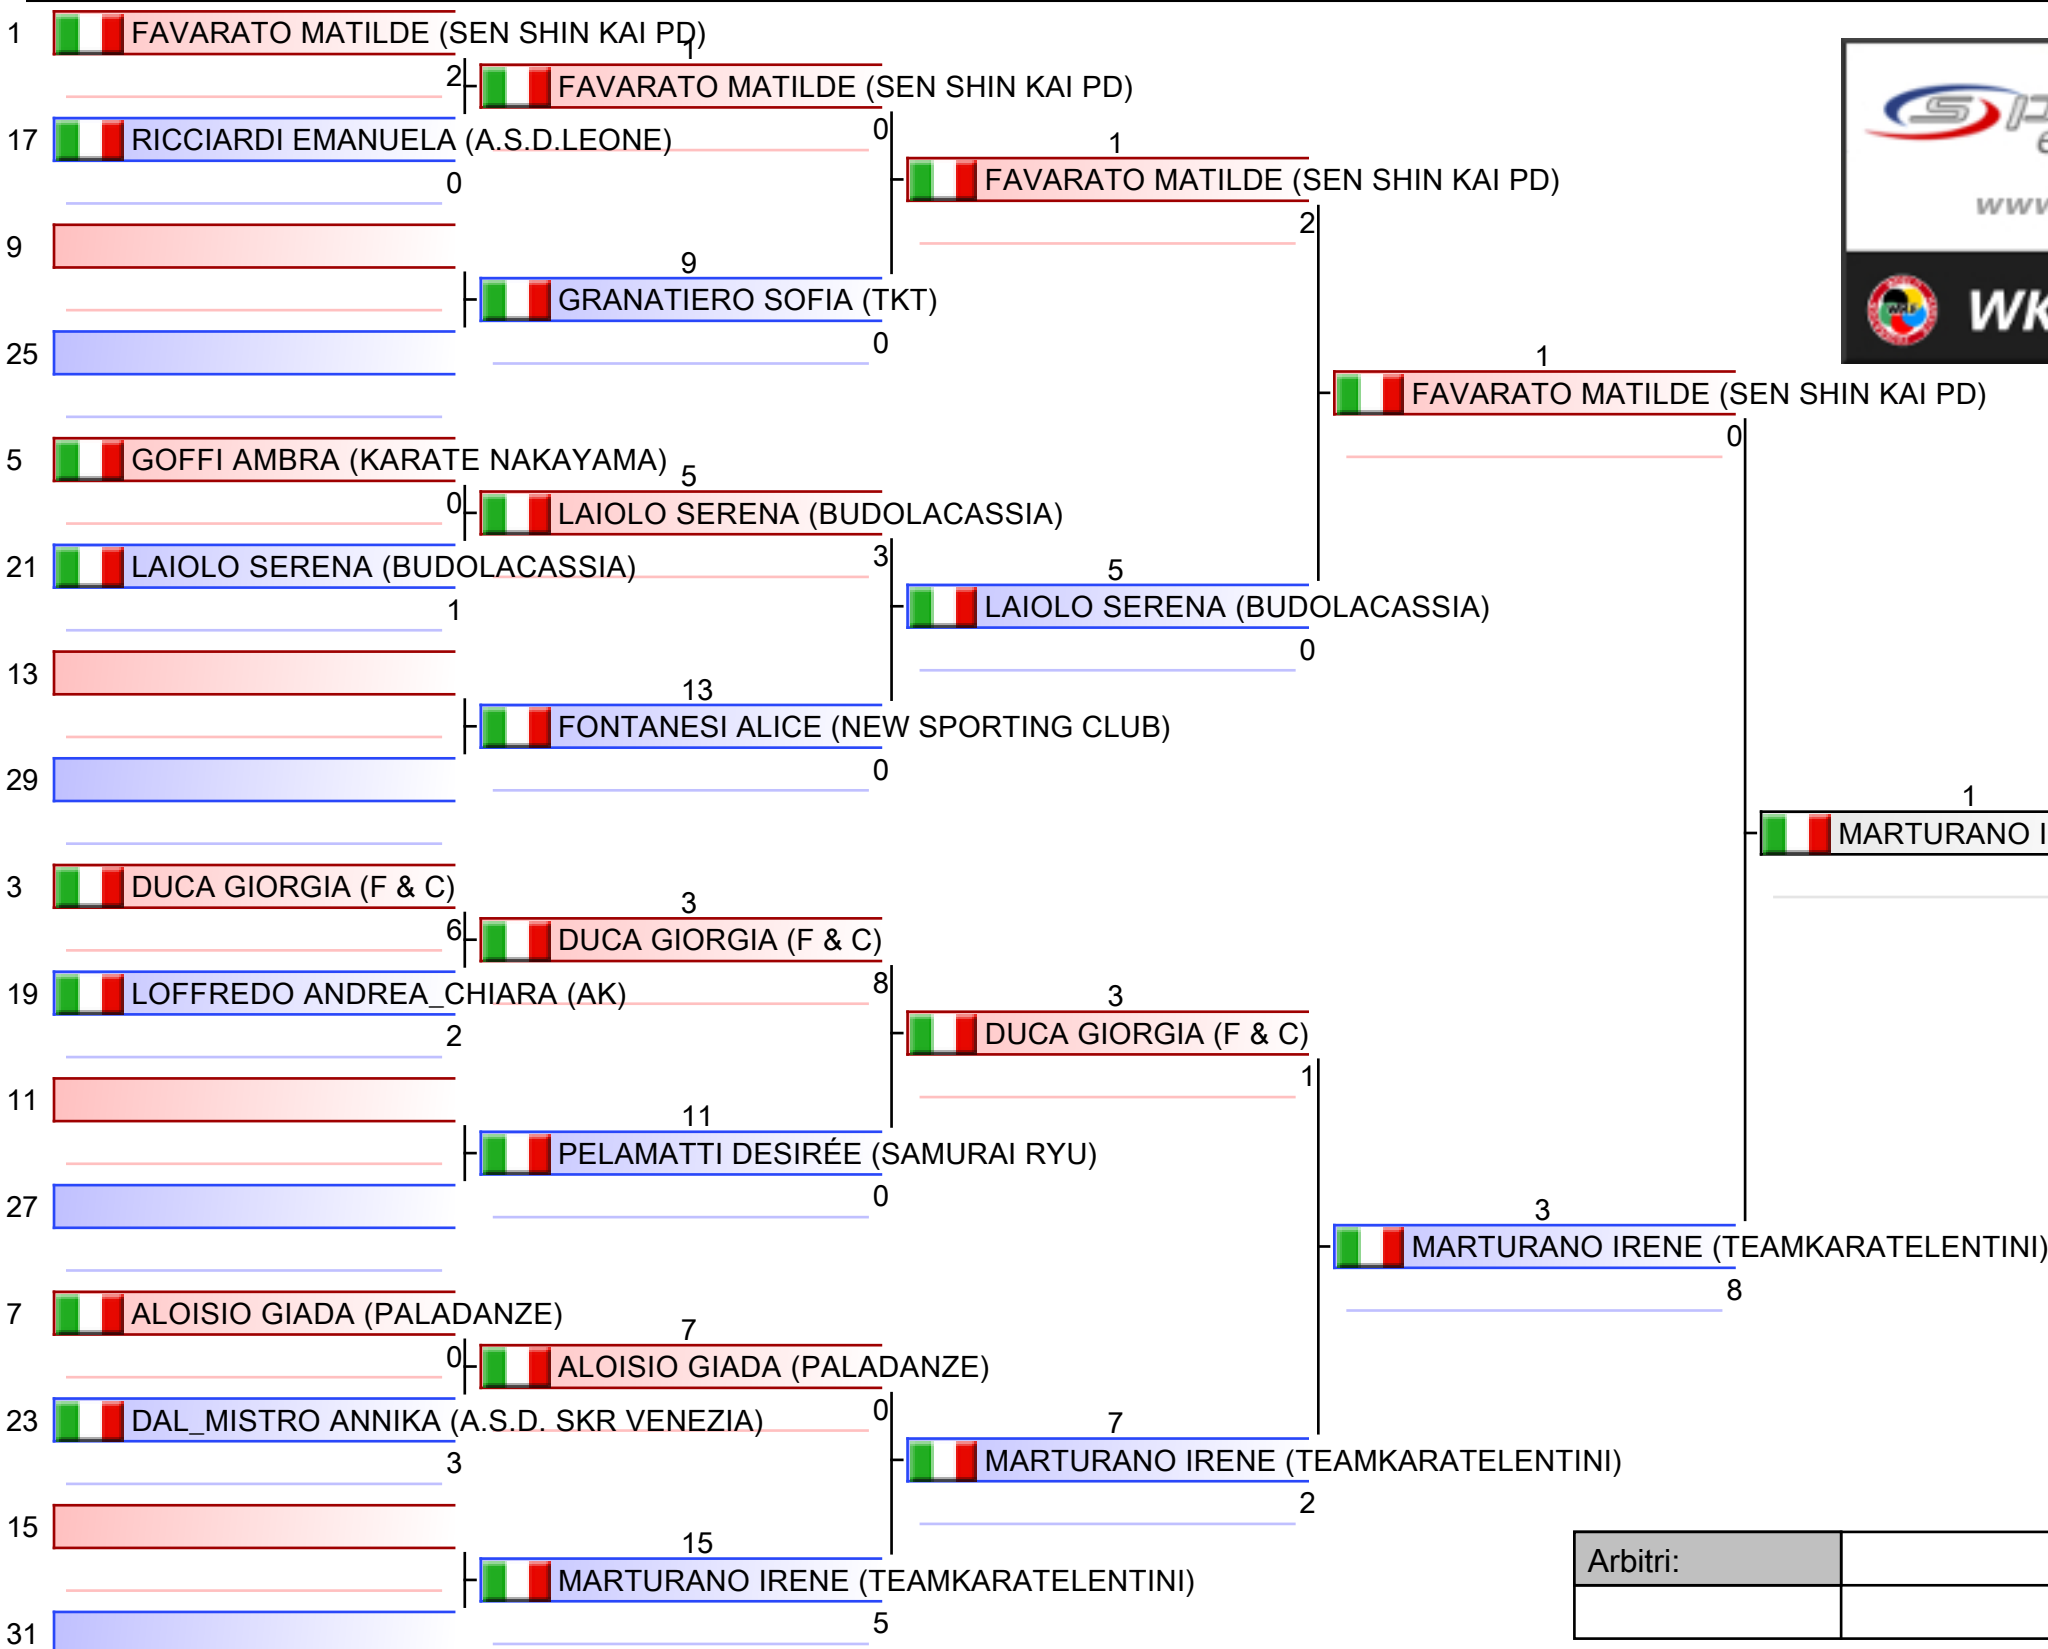 1 FAVARATO MATILDE (SEN SHIN KAI PD)
1
2 FAVARATO MATILDE (SEN SHIN KAI PD)
17 RICCIARDI EMANUELA (A.S.D.LEONE)
0
1
0
FAVARATO MATILDE (SEN SHIN KAI PD)
www
2
9
9
GRANATIERO SOFIA (TKT)
WK
25
0
1
FAVARATO MATILDE (SEN SHIN KAI PD)
0
5 GOFFI AMBRA (KARATE NAKAYAMA)
5
0 LAIOLO SERENA (BUDOLACASSIA)
21 LAIOLO SERENA (BUDOLACASSIA)
3
5
1
LAIOLO SERENA (BUDOLACASSIA)
0
13
13
FONTANESI ALICE (NEW SPORTING CLUB)
29
0
1
MARTURANO I
3 DUCA GIORGIA (F & C)
3
6 DUCA GIORGIA (F & C)
19 LOFFREDO ANDREA_CHIARA (AK)
8
3
2
DUCA GIORGIA (F & C)
1
11
11
PELAMATTI DESIRÉE (SAMURAI RYU)
27
0
3
MARTURANO IRENE (TEAMKARATELENTINI)
8
7 ALOISIO GIADA (PALADANZE)
7
0 ALOISIO GIADA (PALADANZE)
23 DAL_MISTRO ANNIKA (A.S.D. SKR VENEZIA)
0
7
3
MARTURANO IRENE (TEAMKARATELENTINI)
2
15
15
Arbitri:
MARTURANO IRENE (TEAMKARATELENTINI)
31
5